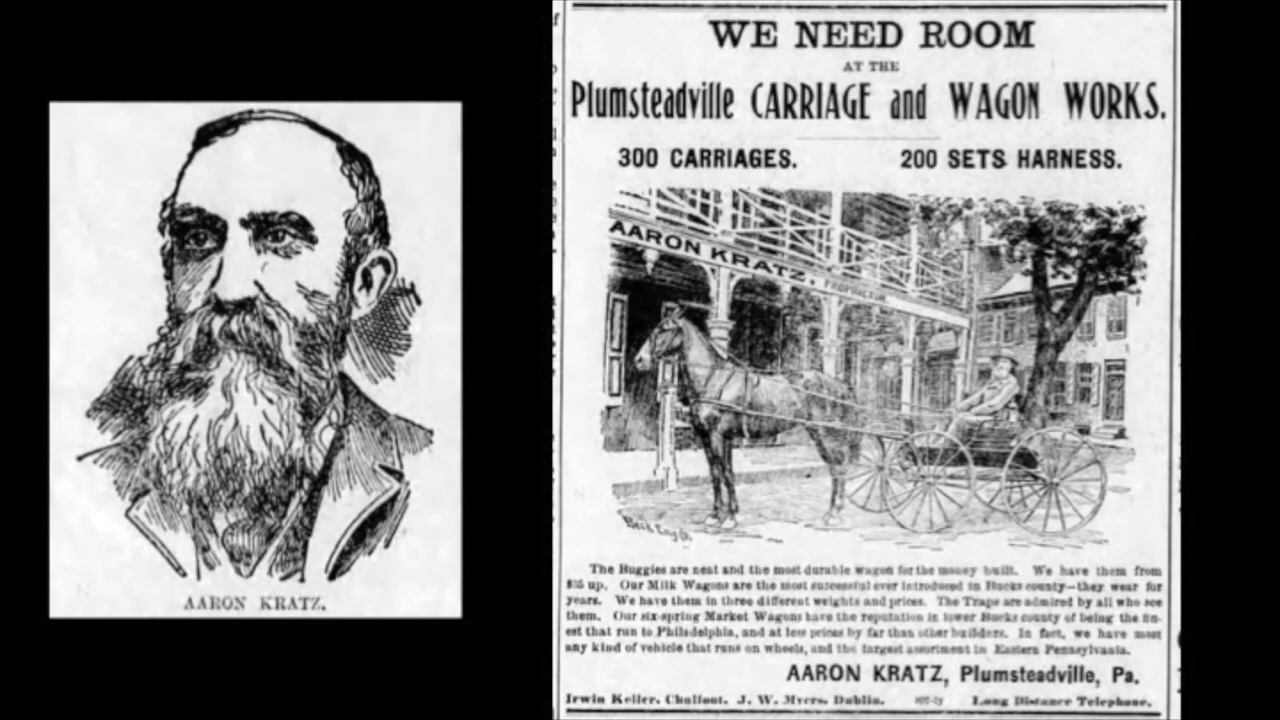 AARON KRATZ.
WE NEED ROOM
AT THE
Plumsteadville CARRIAGE and WAGON WORKS.
300 CARRIAGES. 200 SETS HARNESS.
AARON KRATZ, PROPRIETOR
Beck Eng Co.
The Buggies are neat and the most durable wagon for the money built. We have them from
$35 up. Our Milk Wagons are the most successful ever introduced in Bucks county—they wear for
years. We have them in three different weights and prices. The Traps are admired by all who see
them. Our six-spring Market Wagons have the reputation in lower Bucks county of being the fin-
est that run to Philadelphia, and at less prices by far than other builders. In fact, we have most
any kind of vehicle that runs on wheels, and the largest assortment in Eastern Pennsylvania.
AARON KRATZ, Plumsteadville, Pa.
Irwin Keller, Chalfont. J. W. Myers, Dublin. Long Distance Telephone.